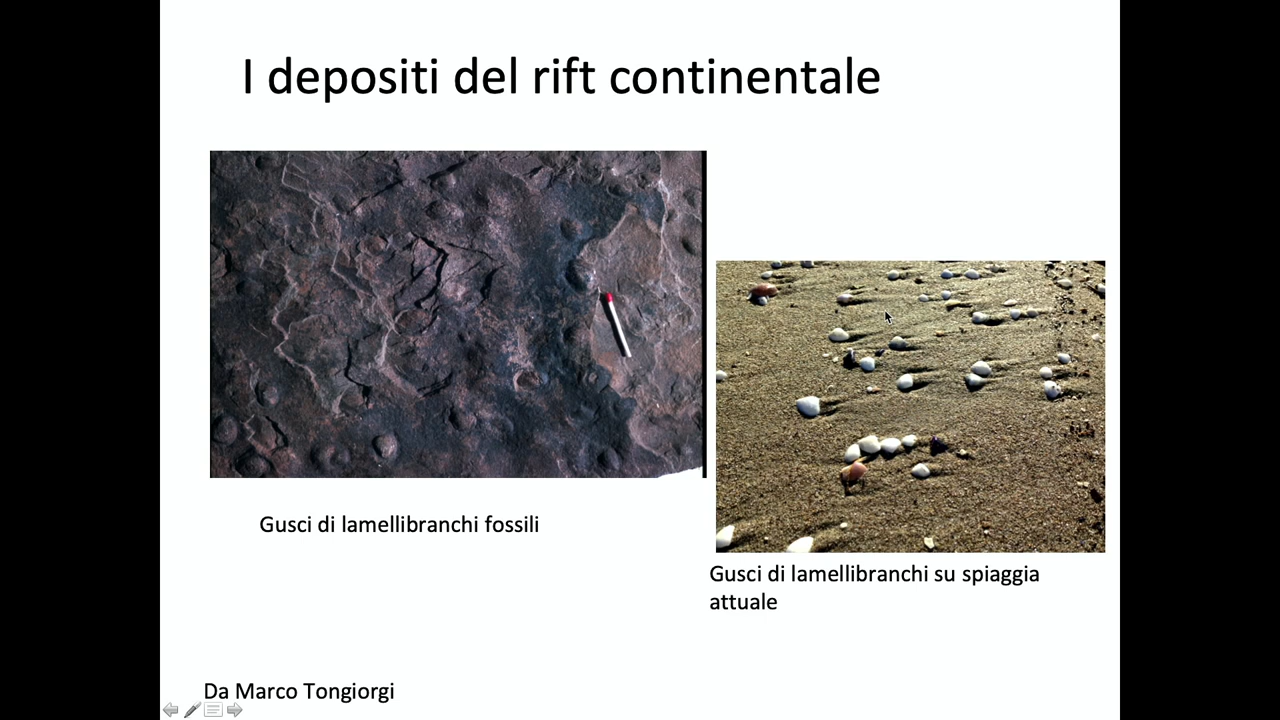 I depositi del rift continentale
Gusci di lamellibranchi fossili
Gusci di lamellibranchi su spiaggia
attuale
Da Marco Tongiorgi